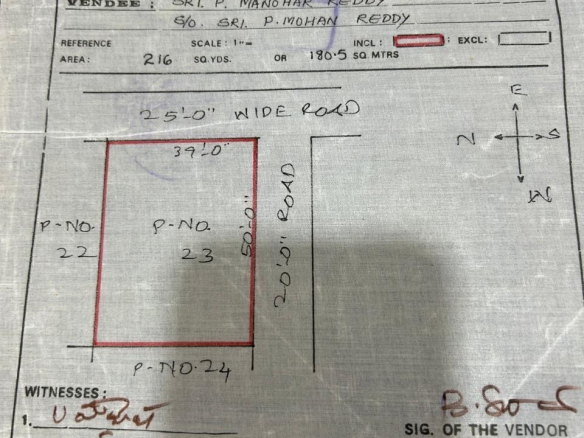 VENDEE : SRI. P. MANOHAR REDDY
S/O. SRI. P. MOHAN REDDY
REFERENCE SCALE : 1"= INCL : : EXCL:
AREA: 216 SQ.YDS. OR 180.5 SQ MTRS
25'-0" WIDE ROAD
39'-0"
E
N S
W
P-NO. 22
P-NO. 23
50'-0"
20'-0" ROAD
P-NO. 24
WITNESSES:
1.
SIG. OF THE VENDOR